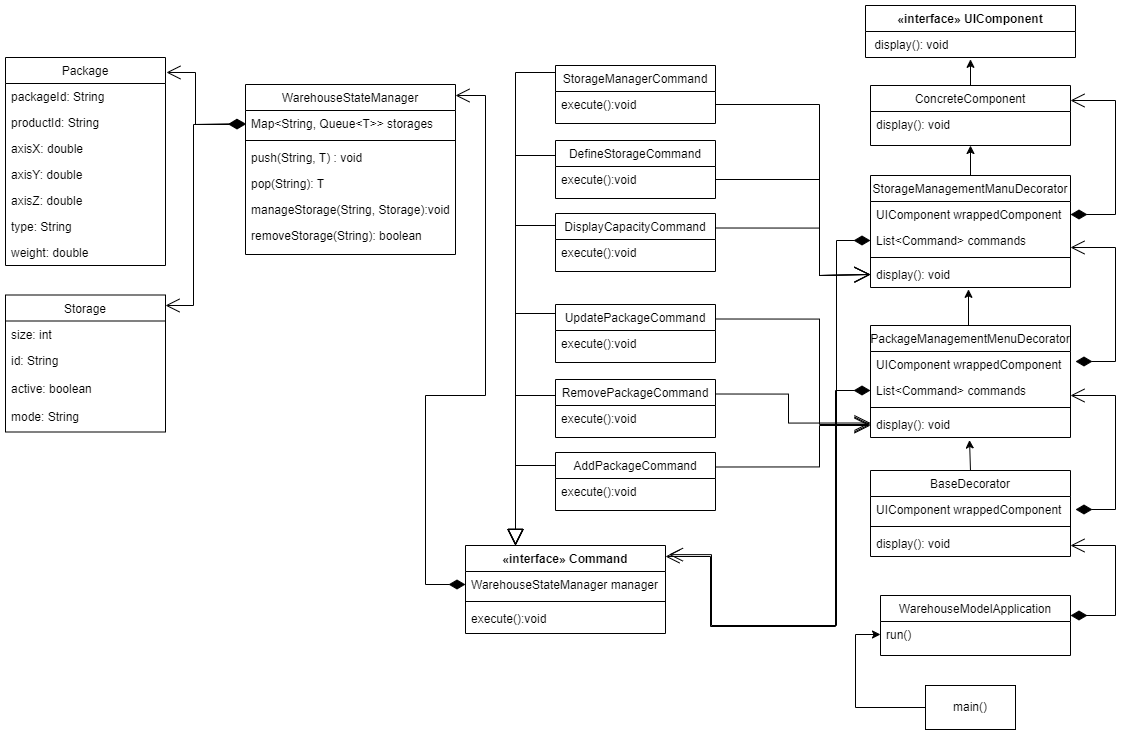 Package
packageId: String
productId: String
axisX: double
axisY: double
axisZ: double
type: String
weight: double
Storage
size: int
id: String
active: boolean
mode: String
WarehouseStateManager
Map<String, Queue<T>> storages
push(String, T) : void
pop(String): T
manageStorage(String, Storage):void
removeStorage(String): boolean
StorageManagerCommand
execute():void
DefineStorageCommand
execute():void
DisplayCapacityCommand
execute():void
UpdatePackageCommand
execute():void
RemovePackageCommand
execute():void
AddPackageCommand
execute():void
«interface» Command
WarehouseStateManager manager
execute():void
«interface» UIComponent
display(): void
ConcreteComponent
display(): void
StorageManagementManuDecorator
UIComponent wrappedComponent
List<Command> commands
display(): void
PackageManagementMenuDecorator
UIComponent wrappedComponent
List<Command> commands
display(): void
BaseDecorator
UIComponent wrappedComponent
display(): void
WarehouseModelApplication
run()
main()